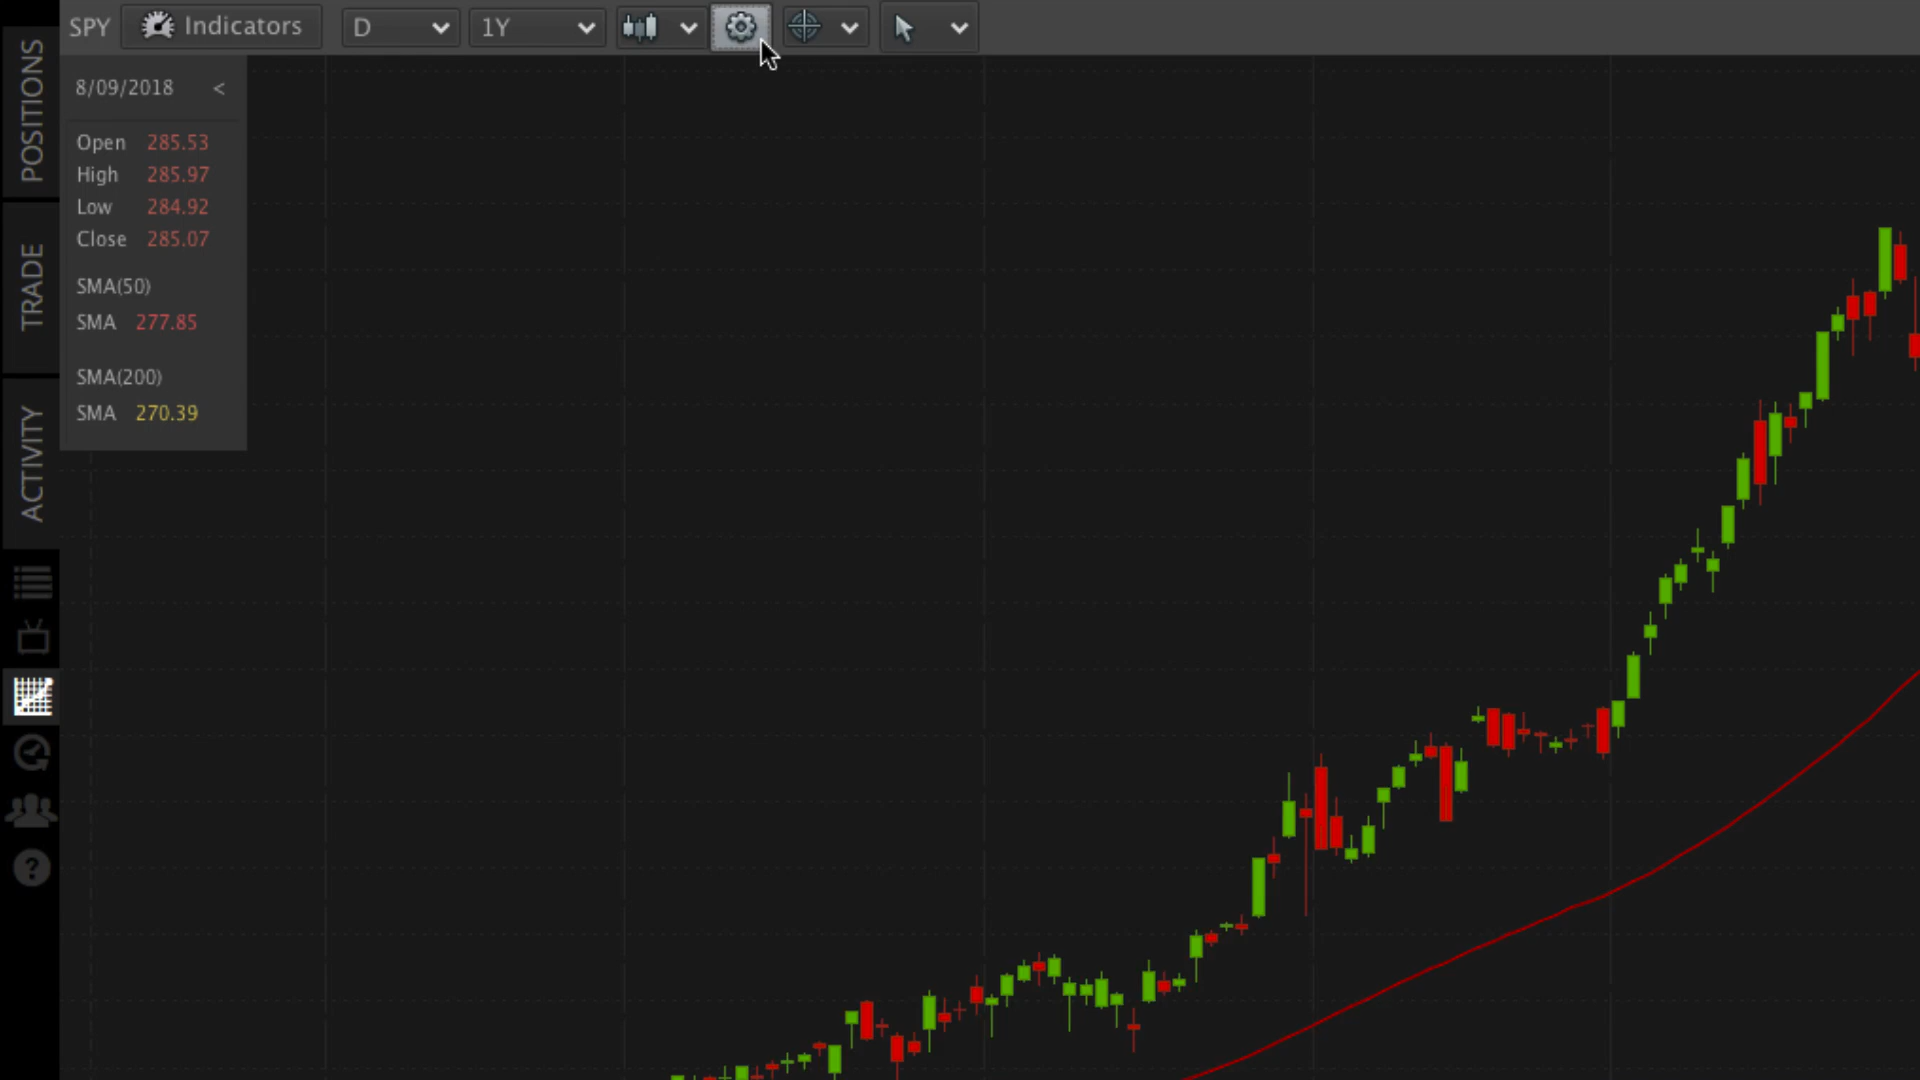 SPY Indicators D 1Y
POSITIONS
TRADE
ACTIVITY
8/09/2018 <
Open 285.53
High 285.97
Low 284.92
Close 285.07
SMA(50)
SMA 277.85
SMA(200)
SMA 270.39
?